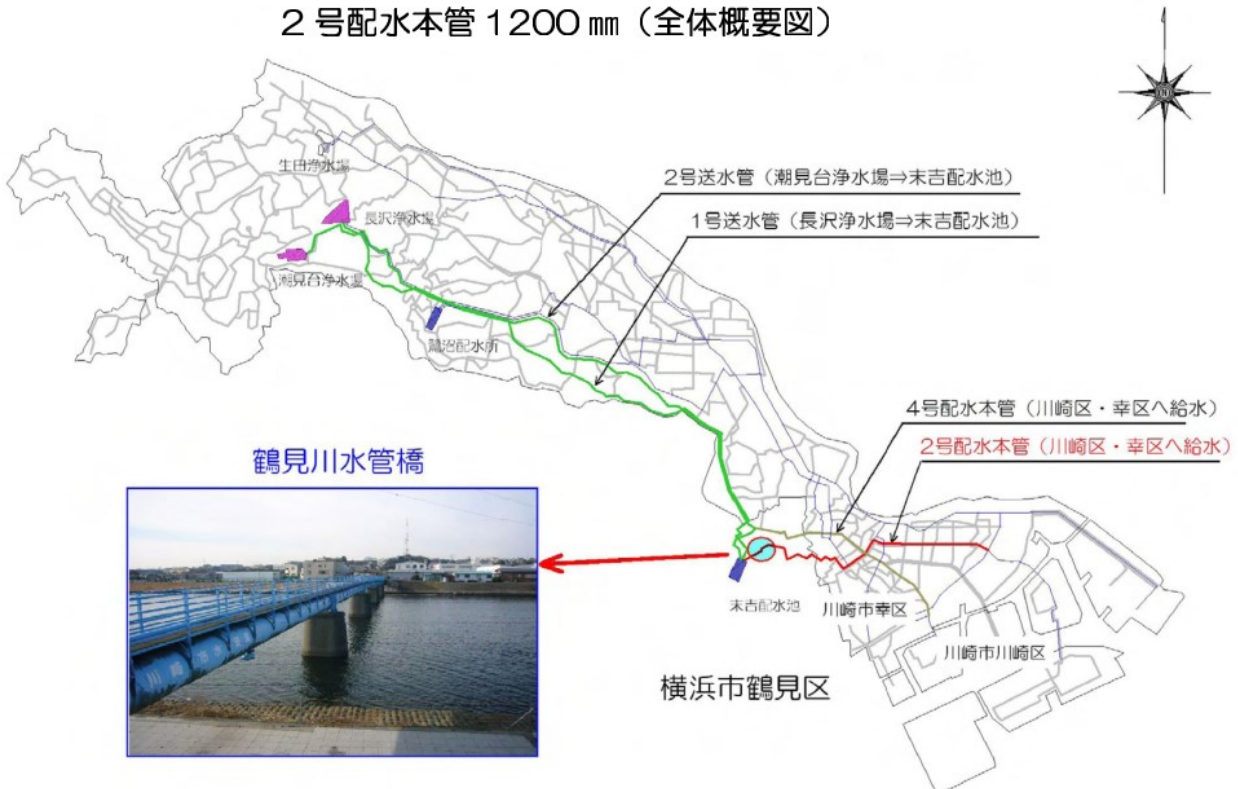 2号配水本管 1200 ㎜（全体概要図）
N
生田浄水場
2号送水管（潮見台浄水場⇒末吉配水池）
長沢浄水場
1号送水管（長沢浄水場⇒末吉配水池）
潮見台浄水場
鷺沼配水所
4号配水本管（川崎区・幸区へ給水）
2号配水本管（川崎区・幸区へ給水）
鶴見川水管橋
末吉配水池
川崎市幸区
川崎市川崎区
横浜市鶴見区
川崎市水